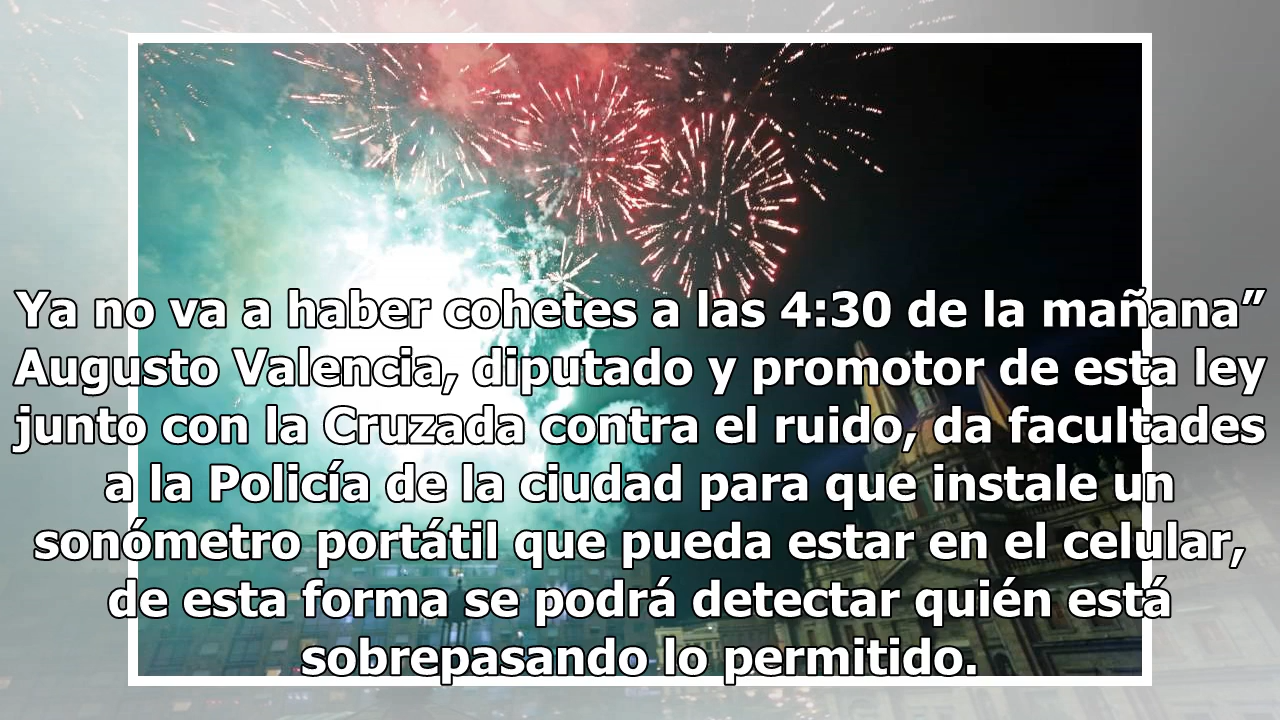 Ya no va a haber cohetes a las 4:30 de la mañana”
Augusto Valencia, diputado y promotor de esta ley
junto con la Cruzada contra el ruido, da facultades
a la Policía de la ciudad para que instale un
sonómetro portátil que pueda estar en el celular,
de esta forma se podrá detectar quién está
sobrepasando lo permitido.